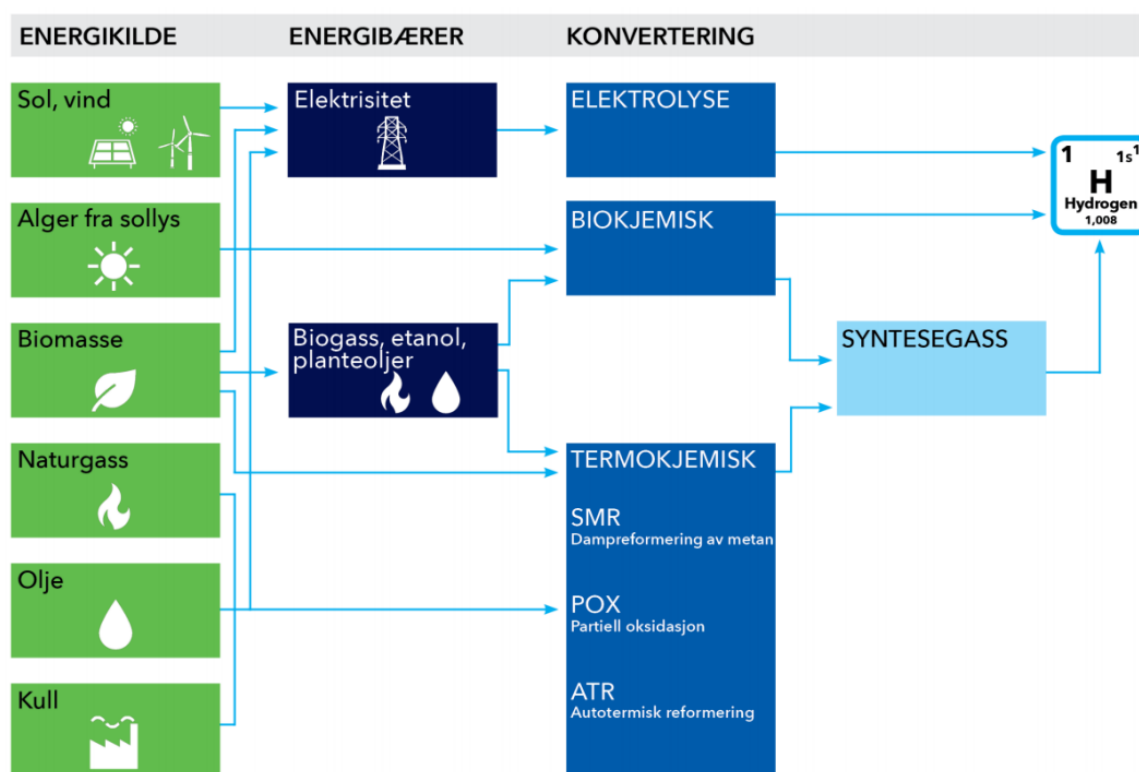 ENERGIKILDE
ENERGIBÆRER
KONVERTERING
Sol, vind
Elektrisitet
ELEKTROLYSE
1
1s1
H
Hydrogen
1,008
Alger fra sollys
BIOKJEMISK
Biomasse
Biogass, etanol,
planteoljer
SYNTESEGASS
Naturgass
TERMOKJEMISK
SMR
Dampreformering av metan
Olje
POX
Partiell oksidasjon
Kull
ATR
Autotermisk reformering